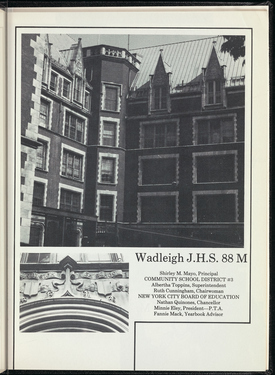 Wadleigh J.H.S. 88 M
Shirley M. Mayo, Principal
COMMUNITY SCHOOL DISTRICT #3
Albertha Toppins, Superintendent
Ruth Cunningham, Chairwoman
NEW YORK CITY BOARD OF EDUCATION
Nathan Quinones, Chancellor
Minnie Eley, President—P.T.A.
Fannie Mack, Yearbook Advisor